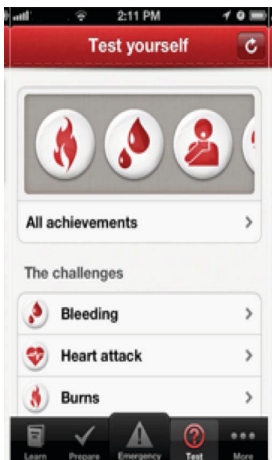 2:11 PM
Test yourself
All achievements
The challenges
Bleeding
Heart attack
Burns
Learn Prepare Emergency Test More